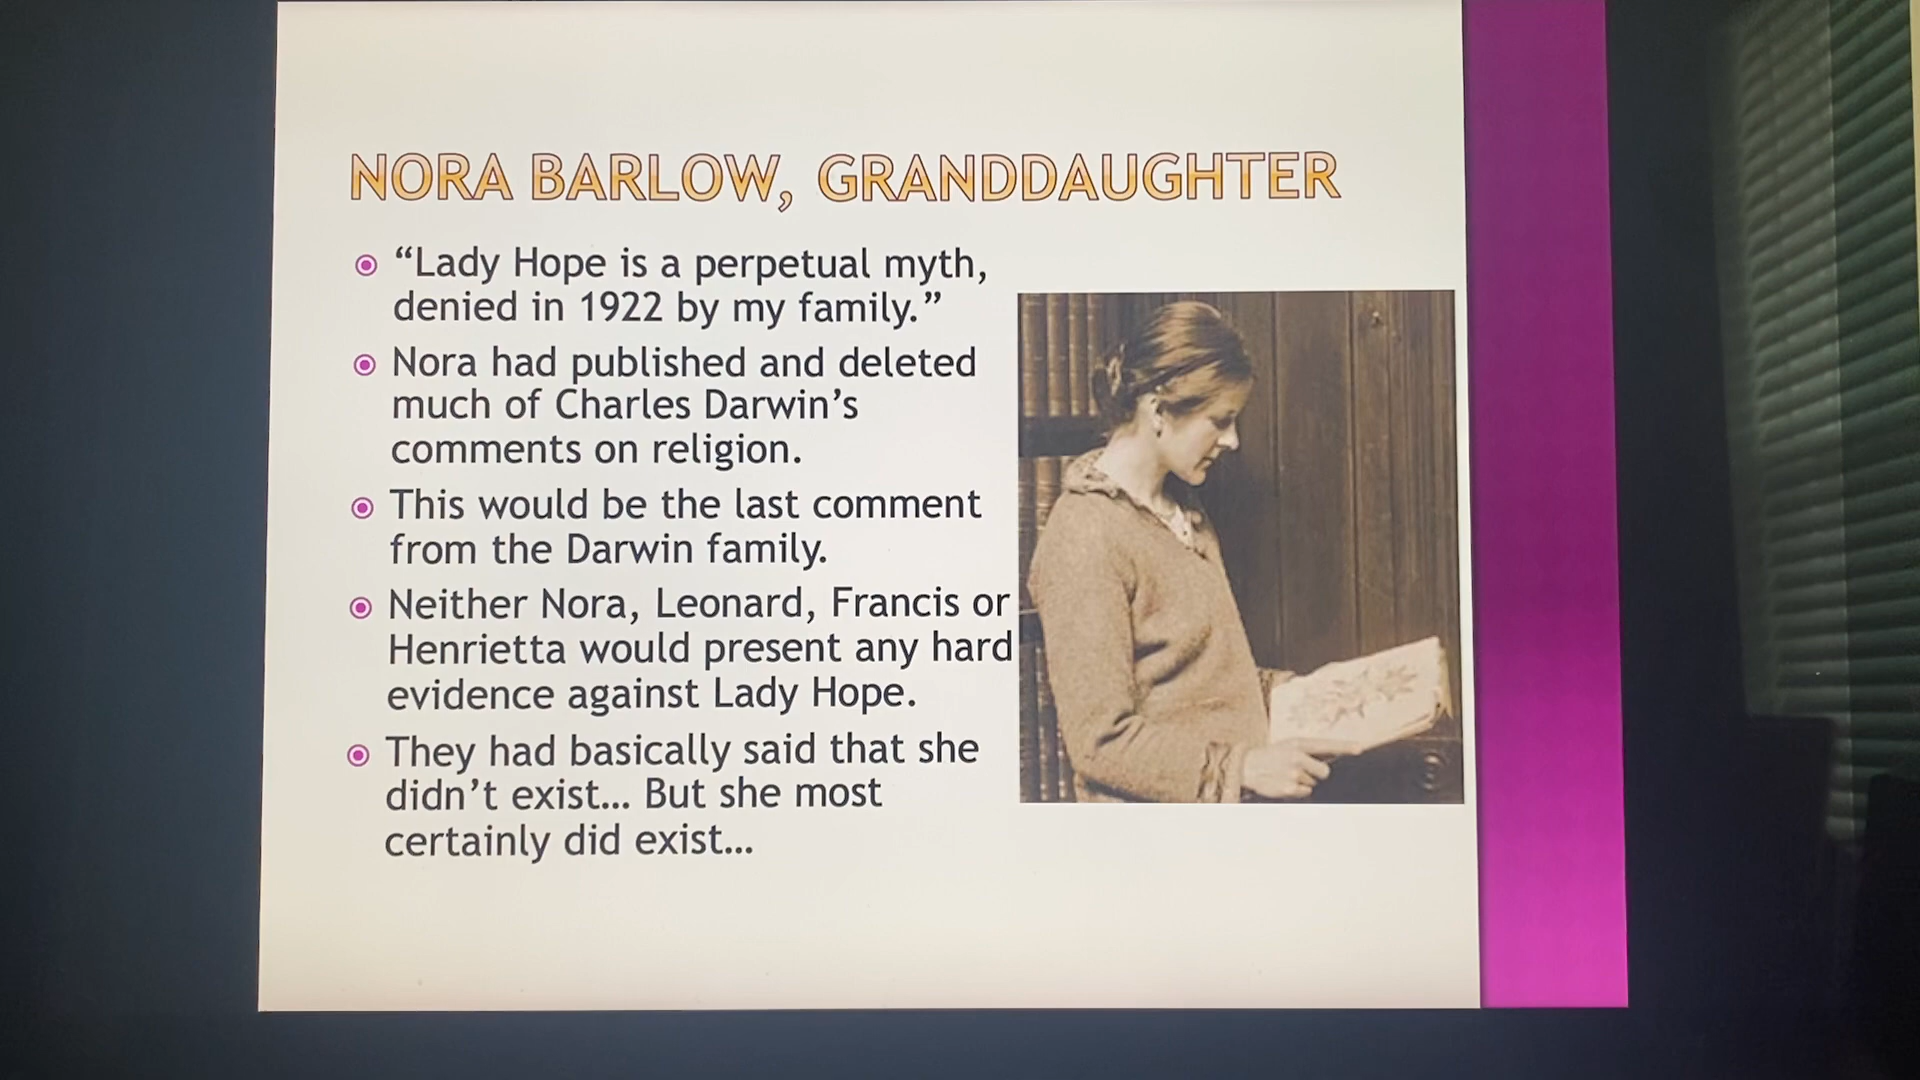 NORA BARLOW, GRANDDAUGHTER
“Lady Hope is a perpetual myth,
denied in 1922 by my family.”
Nora had published and deleted
much of Charles Darwin’s
comments on religion.
This would be the last comment
from the Darwin family.
Neither Nora, Leonard, Francis or
Henrietta would present any hard
evidence against Lady Hope.
They had basically said that she
didn’t exist… But she most
certainly did exist…